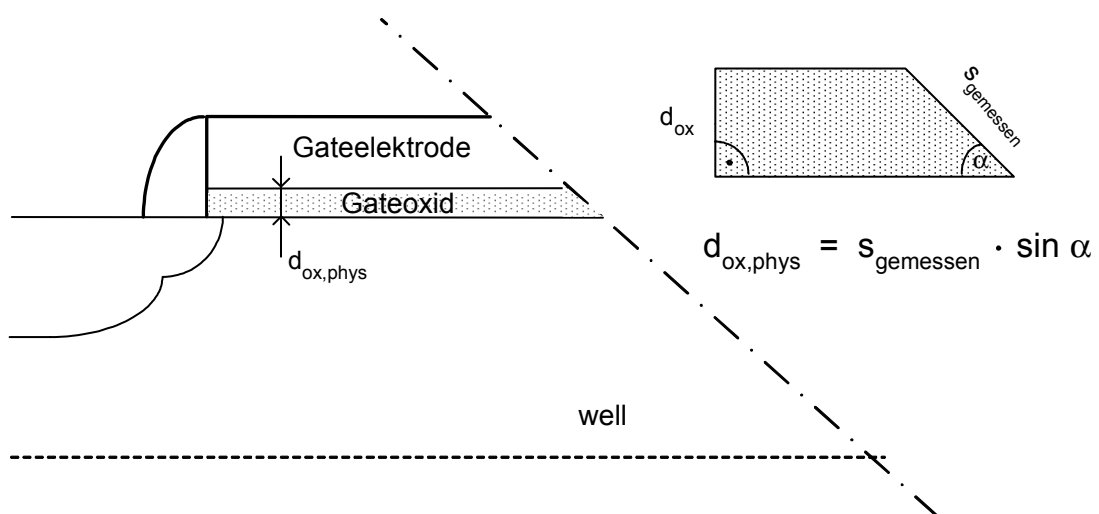 Gateelektrode
Gateoxid
d_ox,phys
well
d_ox
s_gemessen
α
d_ox,phys = s_gemessen · sin α